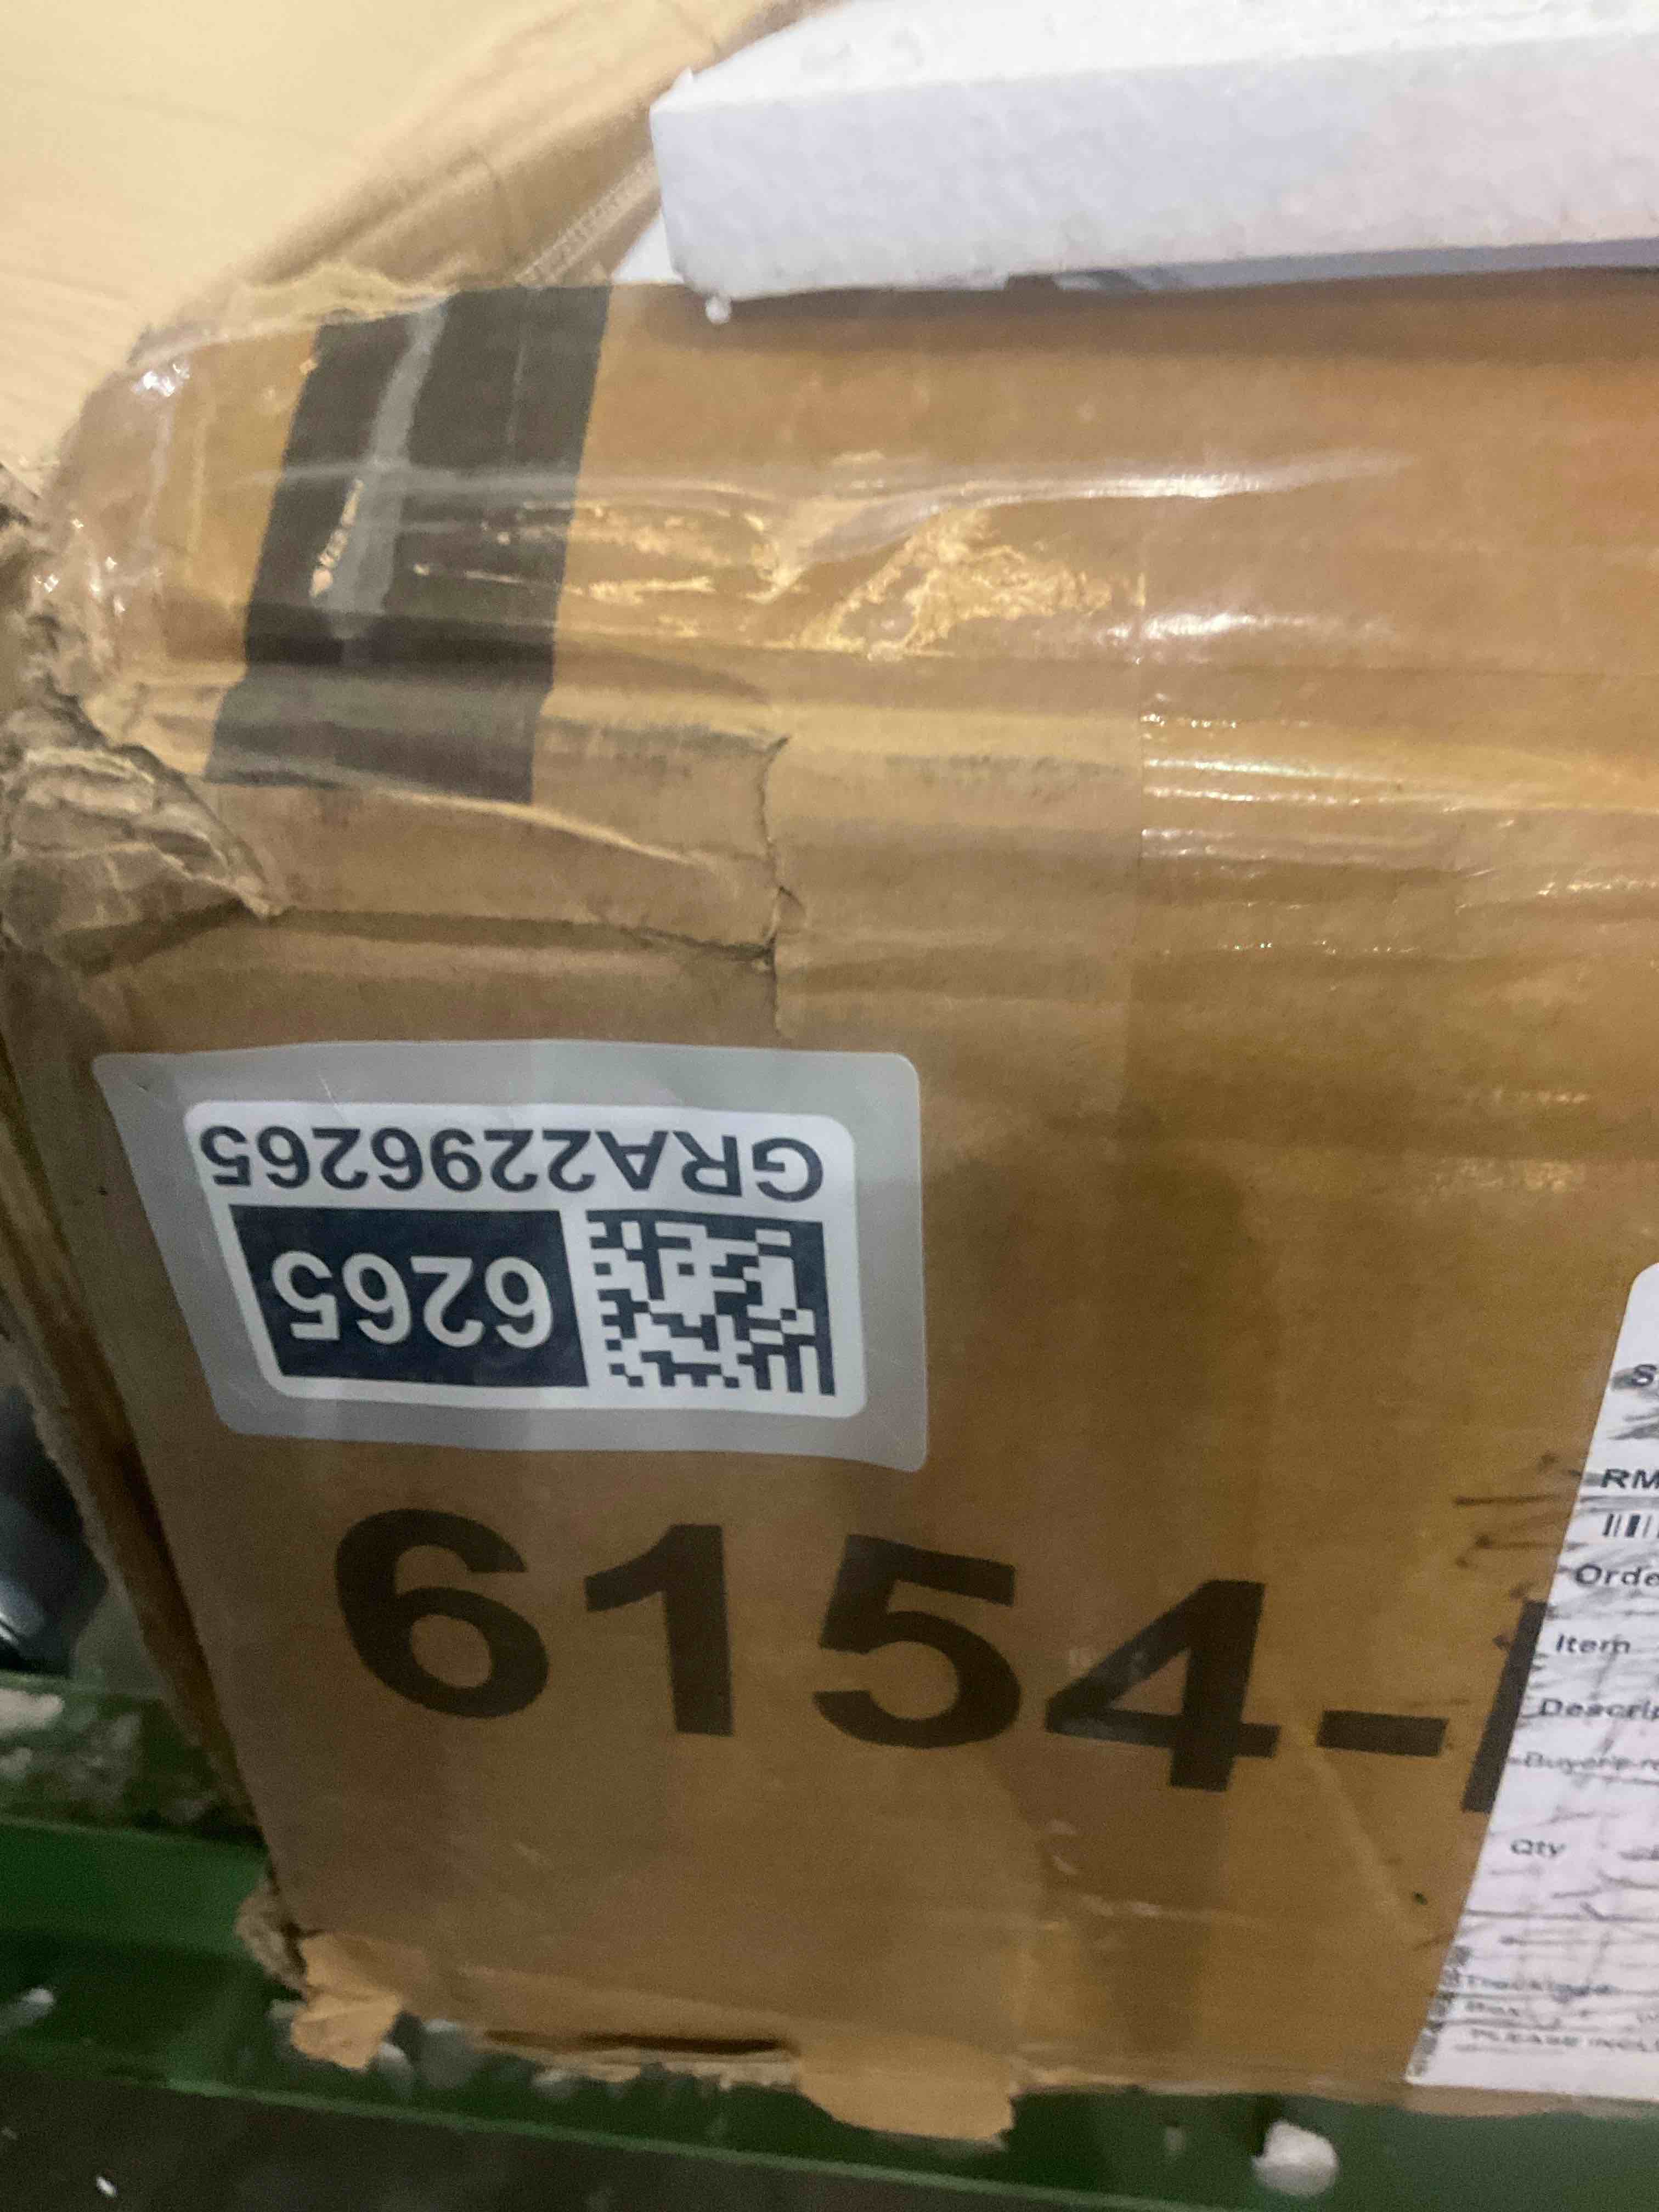 GRA2296265
6265
6154-
RM
Orde
Item
Descrip
Qty